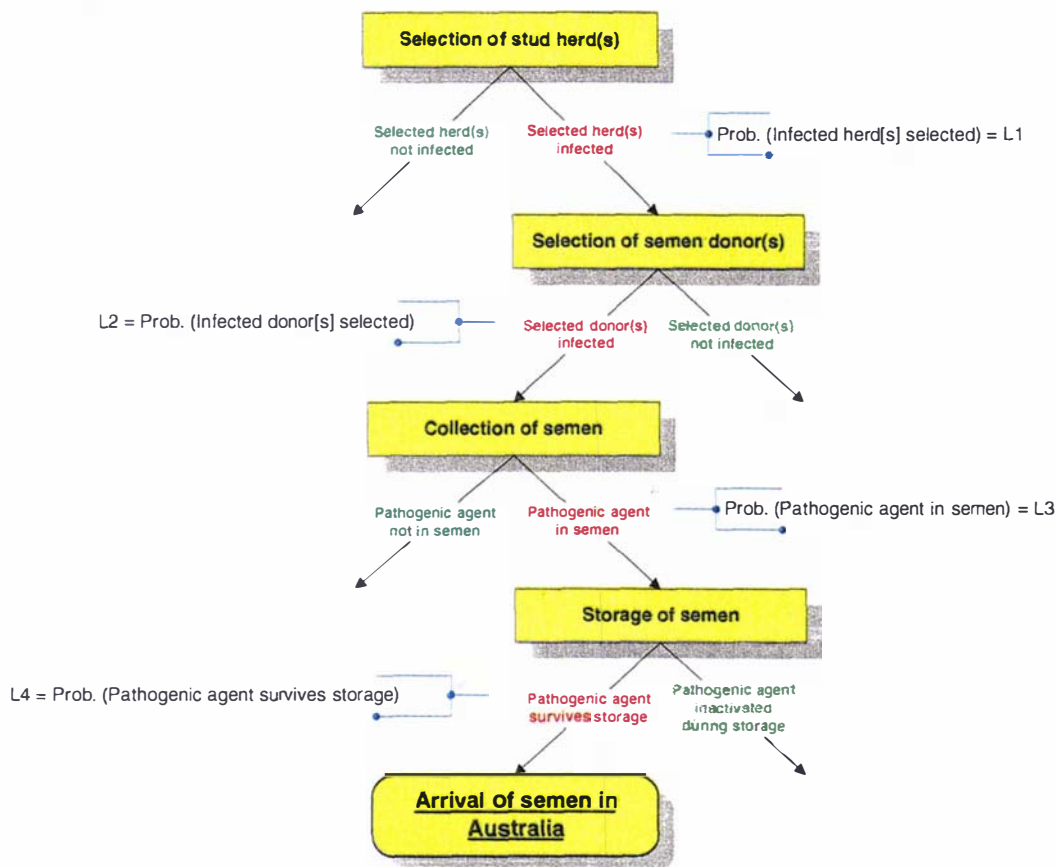 Selection of stud herd(s)
Selected herd(s)
not infected
Selected herd(s)
infected
Prob. (Infected herd[s] selected) = L1
Selection of semen donor(s)
L2 = Prob. (Infected donor[s] selected)
Selected donor(s)
infected
Selected donor(s)
not infected
Collection of semen
Pathogenic agent
not in semen
Pathogenic agent
in semen
Prob. (Pathogenic agent in semen) = L3
Storage of semen
L4 = Prob. (Pathogenic agent survives storage)
Pathogenic agent
survives storage
Pathogenic agent
inactivated
during storage
Arrival of semen in
Australia